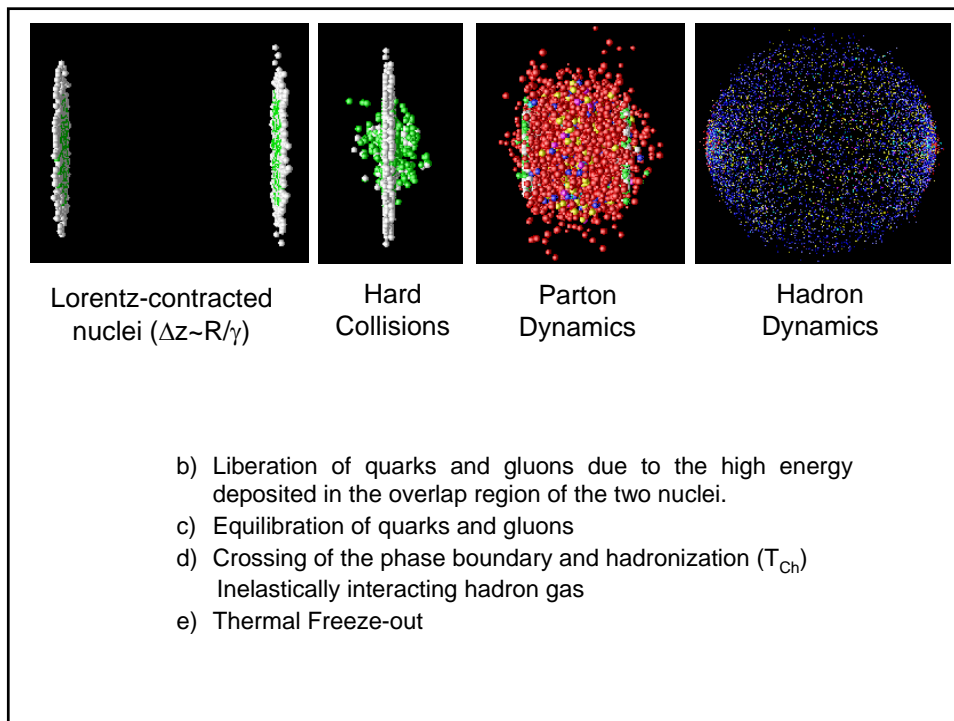 Lorentz-contracted
nuclei (Δz~R/γ)
Hard
Collisions
Parton
Dynamics
Hadron
Dynamics
b) Liberation of quarks and gluons due to the high energy
deposited in the overlap region of the two nuclei.
c) Equilibration of quarks and gluons
d) Crossing of the phase boundary and hadronization (T_Ch)
Inelastically interacting hadron gas
e) Thermal Freeze-out